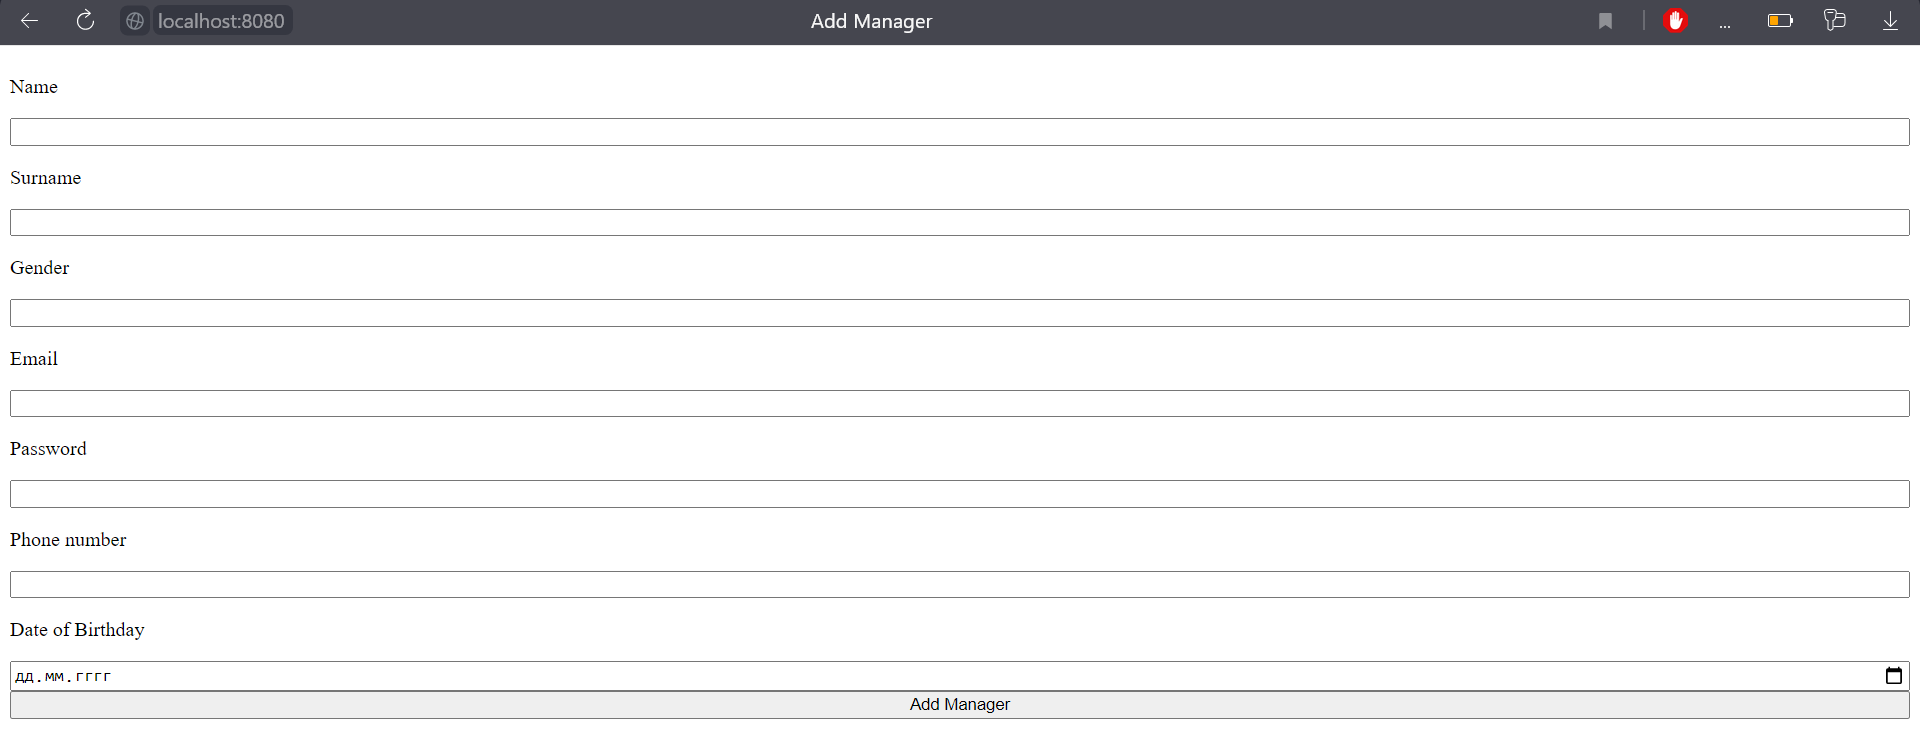 localhost:8080 Add Manager ...
Name
Surname
Gender
Email
Password
Phone number
Date of Birthday
дд.мм.гггг
Add Manager